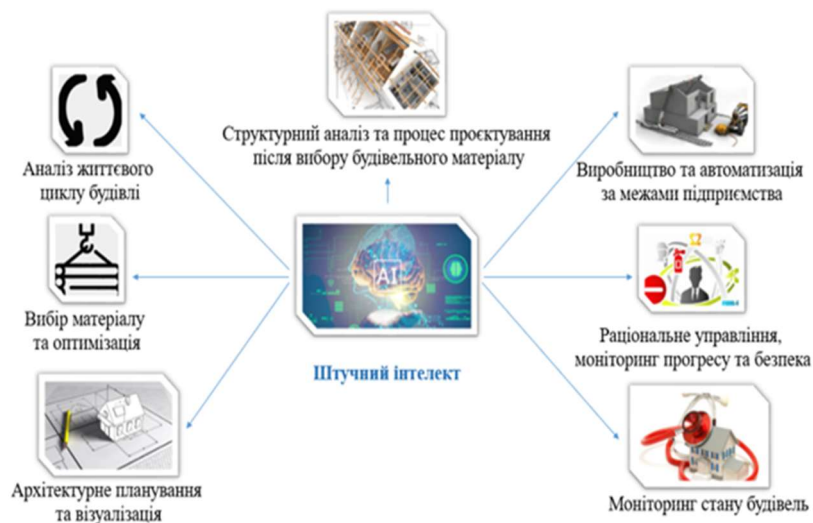 Структурний аналіз та процес проєктування
після вибору будівельного матеріалу
Аналіз життєвого
циклу будівлі
Виробництво та автоматизація
за межами підприємства
Вибір матеріалу
та оптимізація
AI
Штучний інтелект
Раціональне управління,
моніторинг прогресу та безпека
Архітектурне планування
та візуалізація
Моніторинг стану будівель